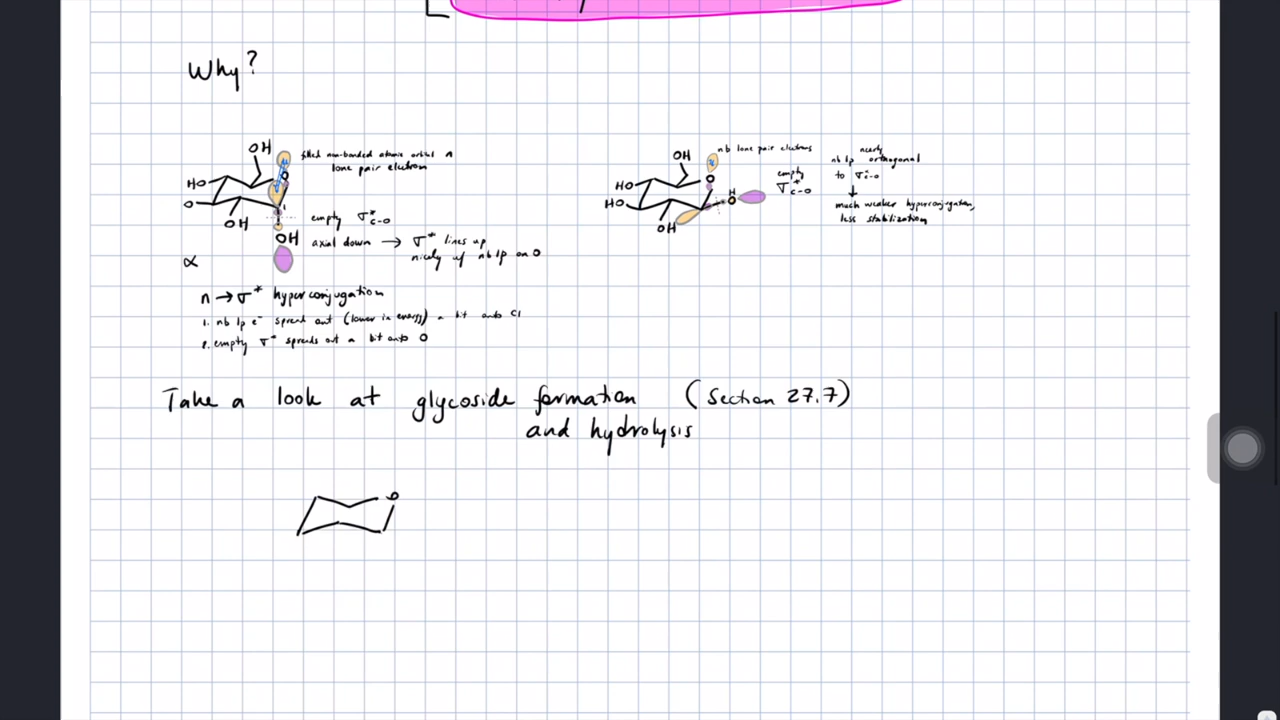 Why?
OH
filled non-bonded atomic orbital
lone pair electron
O
HO
O
OH
1
empty σ*C-O
OH
axial down → σ* lines up
nicely w/ nb lp on O
α
n → σ* hyperconjugation
1. nb lp e⁻ spread out (lower in energy) a bit onto C1
2. empty σ* spreads out a bit onto O
nb lone pair electrons
OH
O
HO
HO
H
O
OH
empty
σ*C-O
nearly
nb lp orthogonal
to σ*C-O
↓
much weaker hyperconjugation,
less stabilization
Take a look at glycoside formation (Section 27.7)
and hydrolysis
O